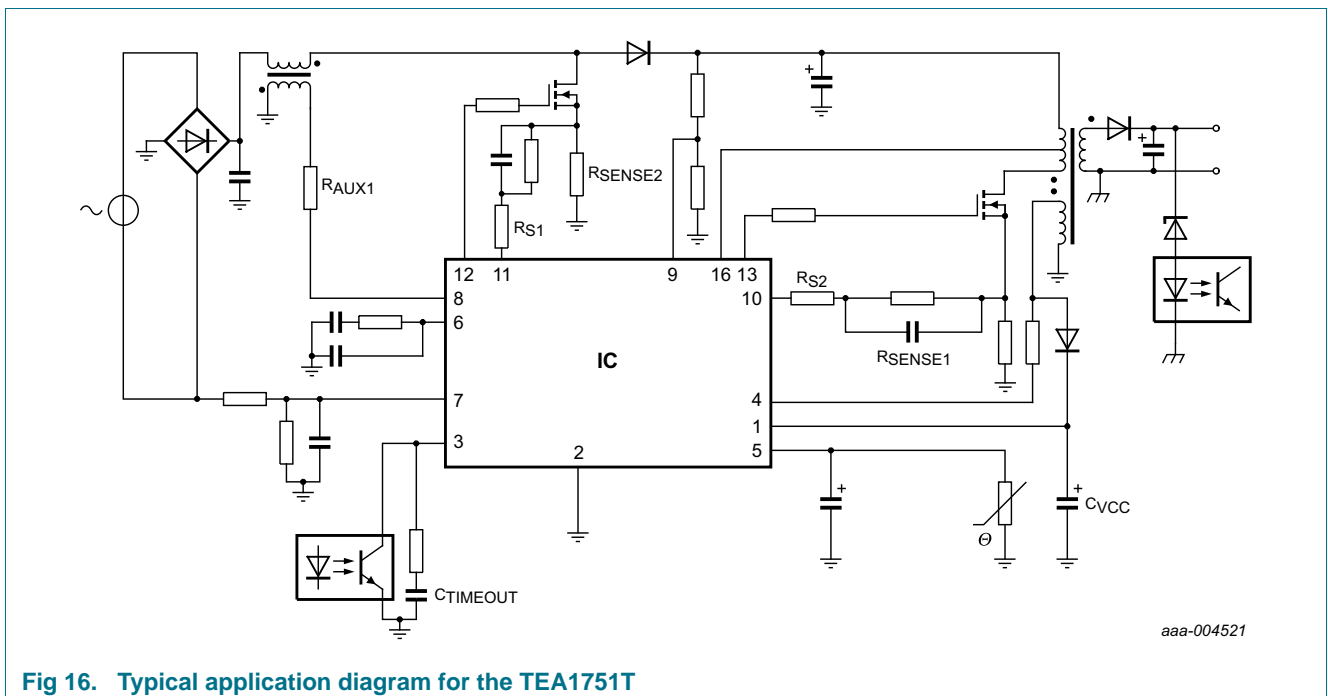 RAUX1
RSENSE2
RS1
12
11
9
16
13
8
6
7
3
2
10
4
1
5
IC
RS2
RSENSE1
CVCC
Θ
CTIMEOUT
aaa-004521
Fig 16. Typical application diagram for the TEA1751T